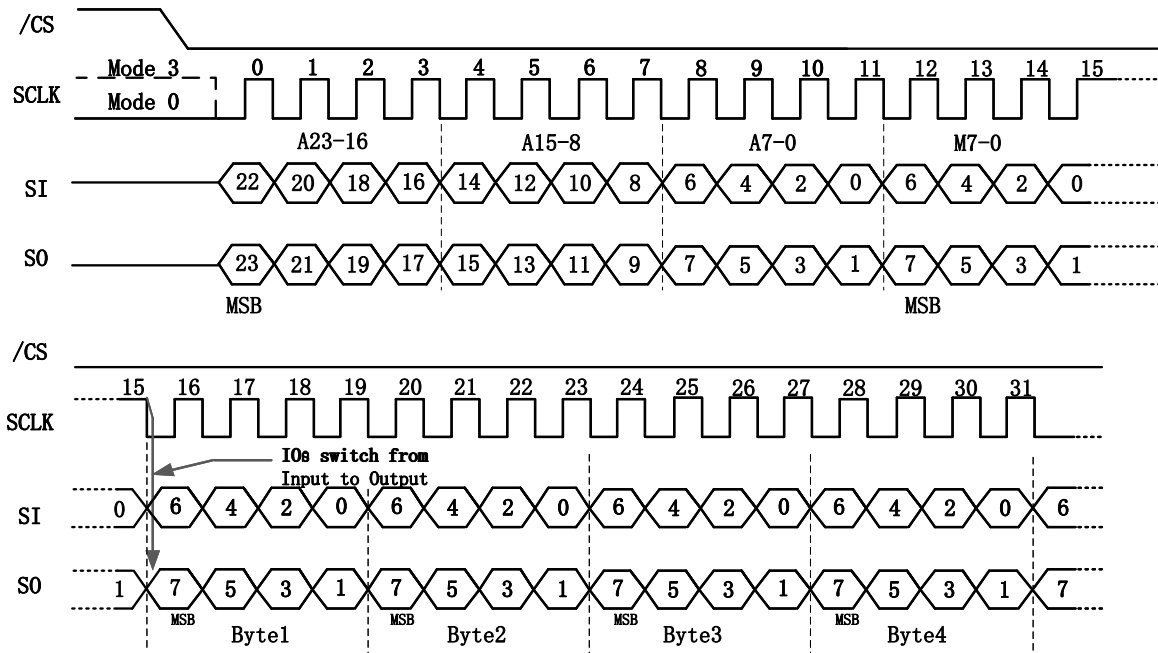 /CS
Mode 3
SCLK
Mode 0
0 1 2 3 4 5 6 7 8 9 10 11 12 13 14 15
A23-16 A15-8 A7-0 M7-0
SI 22 20 18 16 14 12 10 8 6 4 2 0 6 4 2 0
SO 23 21 19 17 15 13 11 9 7 5 3 1 7 5 3 1
MSB MSB
/CS
15 16 17 18 19 20 21 22 23 24 25 26 27 28 29 30 31
SCLK
IOs switch from
Input to Output
SI 0 6 4 2 0 6 4 2 0 6 4 2 0 6 4 2 0 6
SO 1 7 5 3 1 7 5 3 1 7 5 3 1 7 5 3 1 7
MSB MSB MSB MSB
Byte1 Byte2 Byte3 Byte4